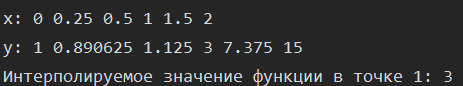 x: 0 0.25 0.5 1 1.5 2
y: 1 0.890625 1.125 3 7.375 15
Интерполируемое значение функции в точке 1: 3